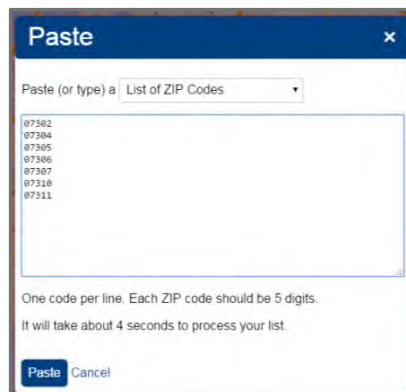 Paste ×
Paste (or type) a List of ZIP Codes
07302
07304
07305
07306
07307
07310
07311
One code per line. Each ZIP code should be 5 digits.
It will take about 4 seconds to process your list.
Paste Cancel